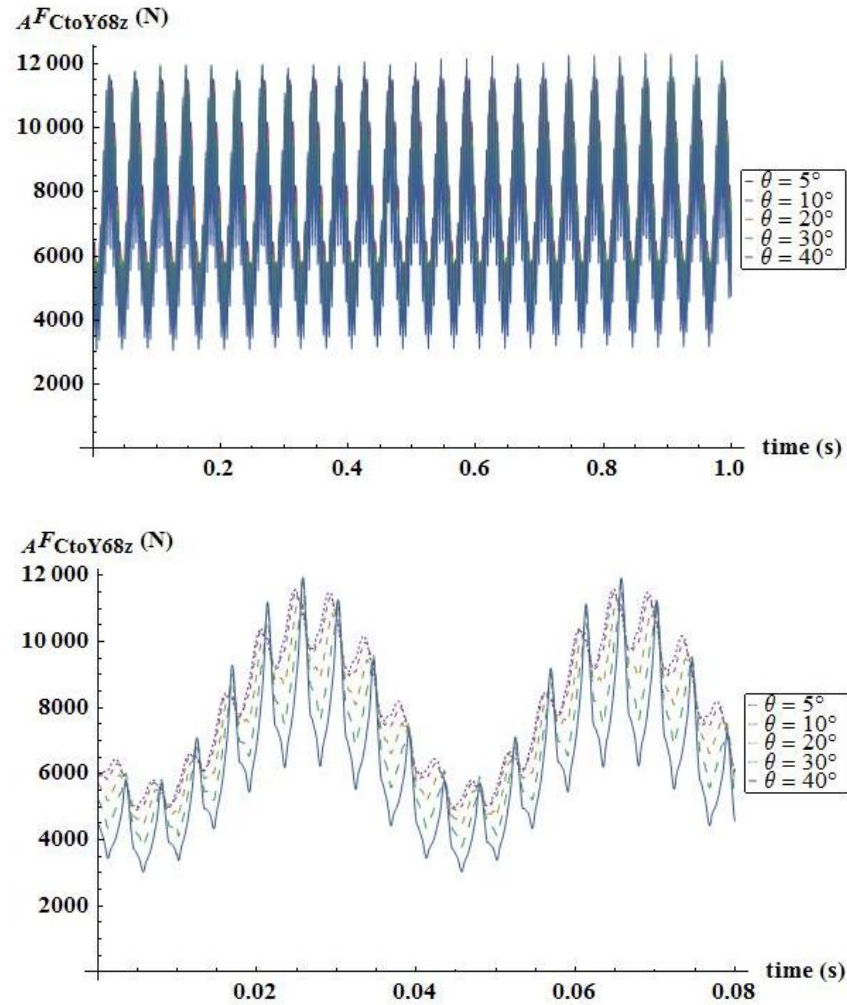 AFCtoY68z (N)
12 000
10 000
8000
6000
4000
2000
0.2 0.4 0.6 0.8 1.0
time (s)
θ = 5°
θ = 10°
θ = 20°
θ = 30°
θ = 40°
AFCtoY68z (N)
12 000
10 000
8000
6000
4000
2000
0.02 0.04 0.06 0.08
time (s)
θ = 5°
θ = 10°
θ = 20°
θ = 30°
θ = 40°